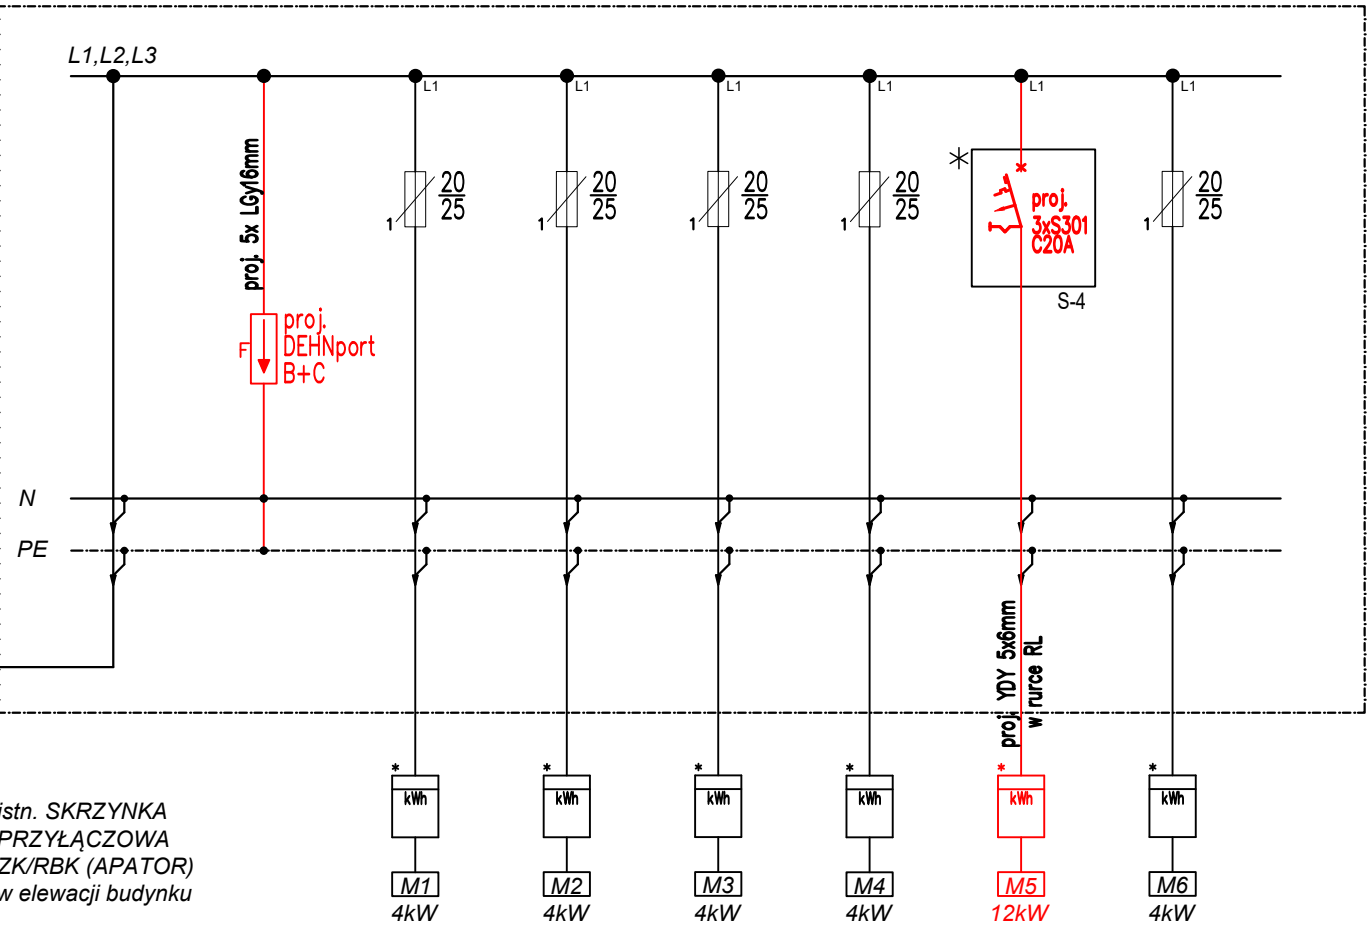 L1,L2,L3
L1
L1
L1
L1
L1
L1
proj. 5x LGy16mm
1
20
25
1
20
25
1
20
25
1
20
25
*
proj.
3xS301
C20A
S-4
1
20
25
F
proj.
DEHNport
B+C
N
PE
proj. YDY 5x6mm
w rurce RL
*
kWh
*
kWh
*
kWh
*
kWh
*
kWh
*
kWh
istn. SKRZYNKA
PRZYŁĄCZOWA
ZK/RBK (APATOR)
w elewacji budynku
M1
4kW
M2
4kW
M3
4kW
M4
4kW
M5
12kW
M6
4kW